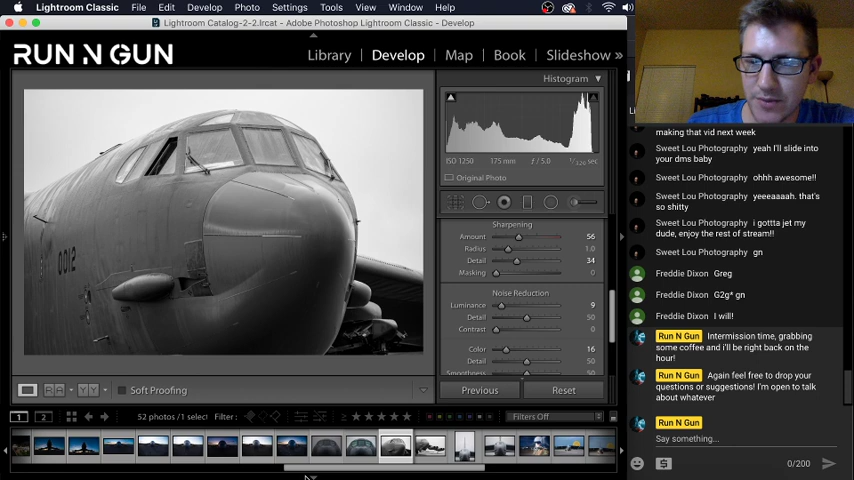 Lightroom Classic File Edit Develop Photo Settings Tools View Window Help
Lightroom Catalog-2-2.lrcat - Adobe Photoshop Lightroom Classic - Develop
RUN N GUN
Library | Develop | Map | Book | Slideshow »
Histogram
ISO 1250 175 mm ƒ / 5.0
Original Photo
Sharpening
Amount 56
Radius 1.0
Detail 34
Masking 0
Noise Reduction
Luminance 9
Detail 50
Contrast 0
Color 16
Detail 50
Smoothness 50
Soft Proofing
Previous Reset
1 2 52 photos / 1 select Filter : Filters Off
0012
making that vid next week
Sweet Lou Photography yeah I'll slide into
your dms baby
Sweet Lou Photography ohhh awesome!!
Sweet Lou Photography yeeeaaaah. that's
so shitty
Sweet Lou Photography i gottta jet my
dude, enjoy the rest of stream!!
Sweet Lou Photography gn
Freddie Dixon Greg
Freddie Dixon G2g* gn
Freddie Dixon I will!
Run N Gun Intermission time, grabbing
some coffee and i'll be right back on the
hour!
Run N Gun Again feel free to drop your
questions or suggestions! I'm open to talk
about whatever
Run N Gun
Say something...
0/200